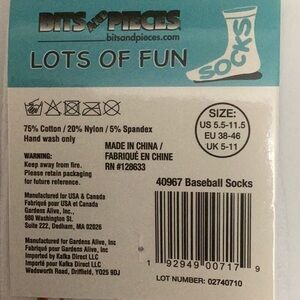 BITS AND PIECES
bitsandpieces.com
LOTS OF FUN
SOCKS
75% Cotton / 20% Nylon / 5% Spandex
Hand wash only
WARNING:
Keep away from fire.
Please retain packaging
for future reference.
MADE IN CHINA /
FABRIQUÉ EN CHINE
RN #128633
SIZE:
US 5.5-11.5
EU 38-46
UK 5-11
Manufactured for USA & Canada
Fabriqué pour USA et Canada
Gardens Alive, Inc.,
980 Washington St.
Suite 222, Dedham, MA 02026
Manufactured for Gardens Alive, Inc
Fabriqué pour Gardens Alive, Inc
Imported by Kafka Direct LLC
Importé pour Kafka Direct LLC
Wadsworth Road, Driffield, YO25 9DJ
40967 Baseball Socks
1 92949 00717 9
LOT NUMBER: 02740710